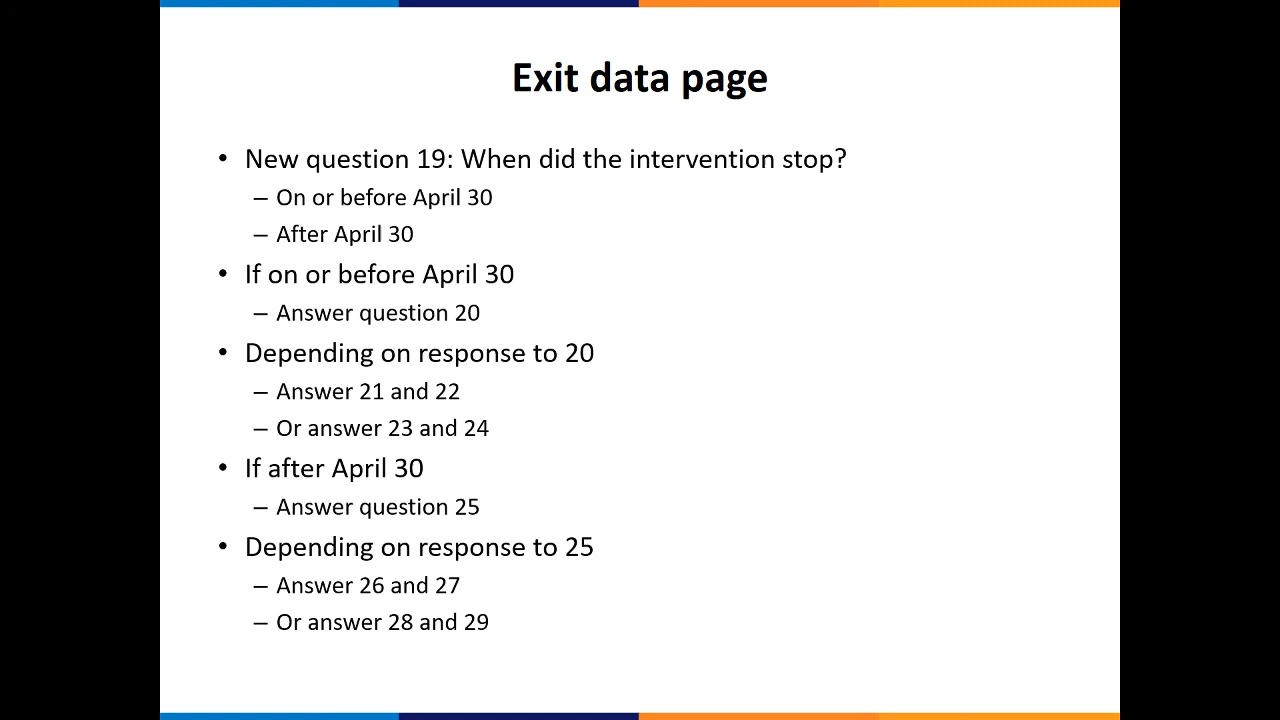 Exit data page
• New question 19: When did the intervention stop?
– On or before April 30
– After April 30
• If on or before April 30
– Answer question 20
• Depending on response to 20
– Answer 21 and 22
– Or answer 23 and 24
• If after April 30
– Answer question 25
• Depending on response to 25
– Answer 26 and 27
– Or answer 28 and 29